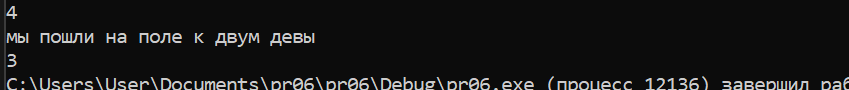 4
мы пошли на поле к двум девы
3
C:\Users\User\Documents\pr06\pr06\Debug\pr06.exe (процесс 12136) завершил